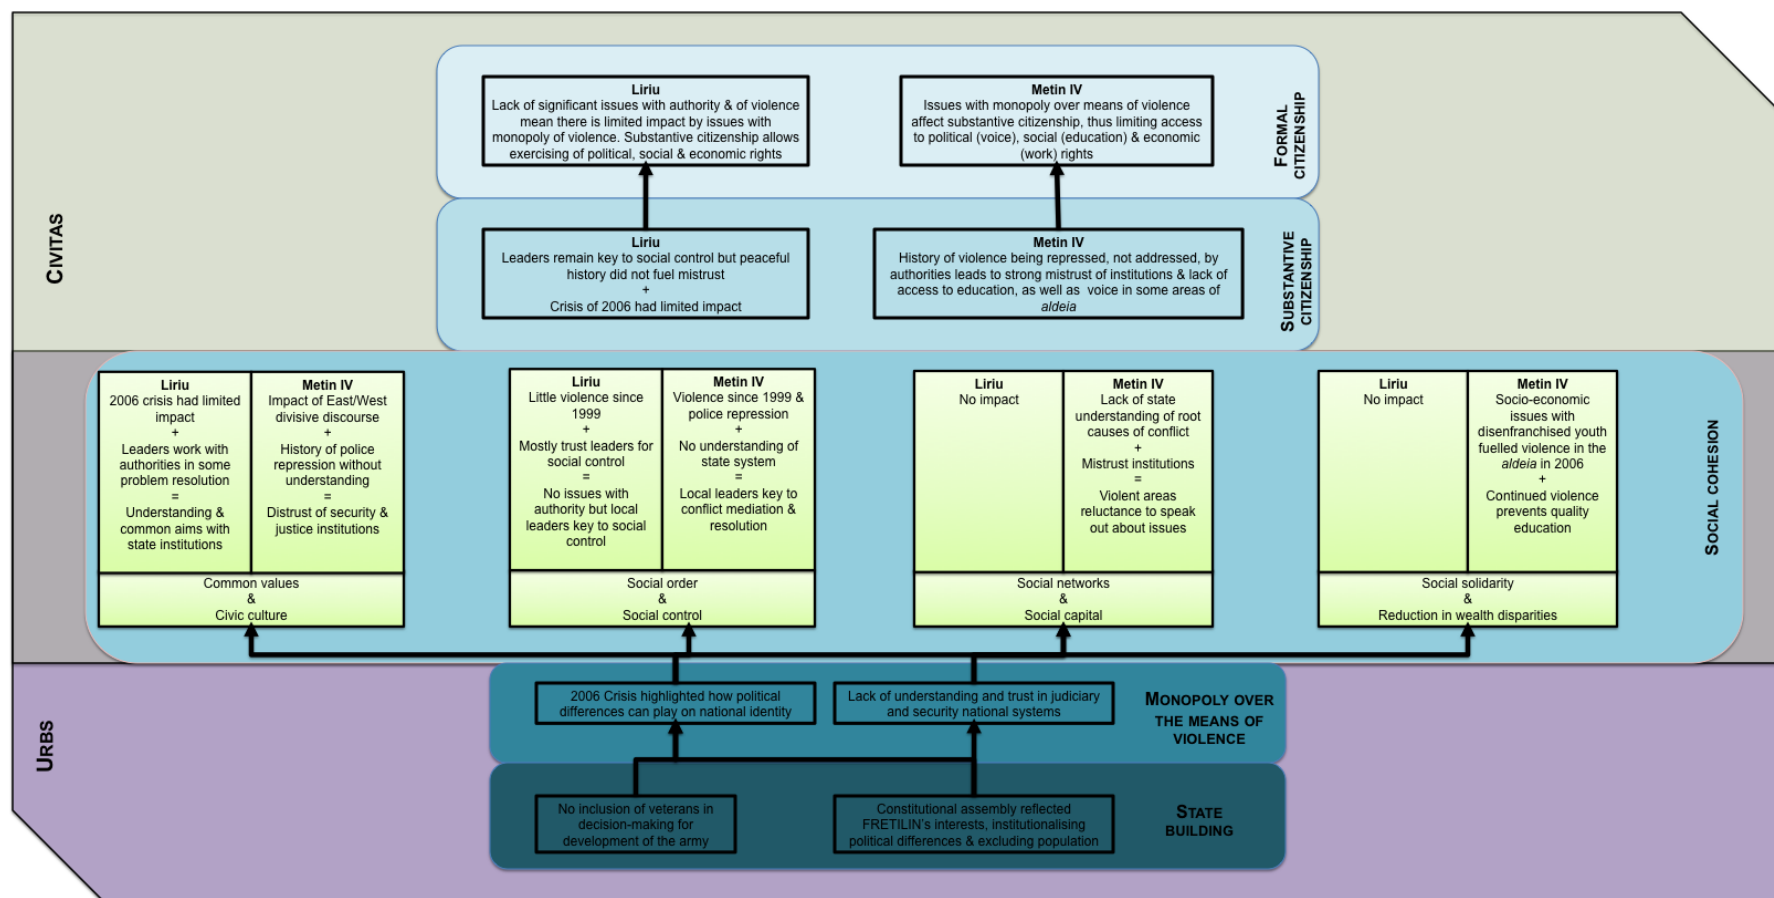 Liriu
Lack of significant issues with authority & of violence
mean there is limited impact by issues with
monopoly of violence. Substantive citizenship allows
exercising of political, social & economic rights
Metin IV
Issues with monopoly over means of violence
affect substantive citizenship, thus limiting access
to political (voice), social (education) & economic
(work) rights
FORMAL
CITIZENSHIP
CIVITAS
Liriu
Leaders remain key to social control but peaceful
history did not fuel mistrust
+
Crisis of 2006 had limited impact
Metin IV
History of violence being repressed, not addressed, by
authorities leads to strong mistrust of institutions & lack of
access to education, as well as voice in some areas of
aldeia
SUBSTANTIVE
CITIZENSHIP
Liriu
2006 crisis had limited
impact
+
Leaders work with
authorities in some
problem resolution
=
Understanding &
common aims with
state institutions
Metin IV
Impact of East/West
divisive discourse
+
History of police
repression without
understanding
=
Distrust of security &
justice institutions
Common values
&
Civic culture
Liriu
Little violence since
1999
+
Mostly trust leaders for
social control
=
No issues with
authority but local
leaders key to social
control
Metin IV
Violence since 1999 &
police repression
+
No understanding of
state system
=
Local leaders key to
conflict mediation &
resolution
Social order
&
Social control
Liriu
No impact
Metin IV
Lack of state
understanding of root
causes of conflict
+
Mistrust institutions
=
Violent areas
reluctance to speak
out about issues
Social networks
&
Social capital
Liriu
No impact
Metin IV
Socio-economic
issues with
disenfranchised youth
fuelled violence in the
aldeia in 2006
+
Continued violence
prevents quality
education
Social solidarity
&
Reduction in wealth disparities
SOCIAL COHESION
URBS
2006 Crisis highlighted how political
differences can play on national identity
Lack of understanding and trust in judiciary
and security national systems
MONOPOLY OVER
THE MEANS OF
VIOLENCE
No inclusion of veterans in
decision-making for
development of the army
Constitutional assembly reflected
FRETILIN's interests, institutionalising
political differences & excluding population
STATE
BUILDING